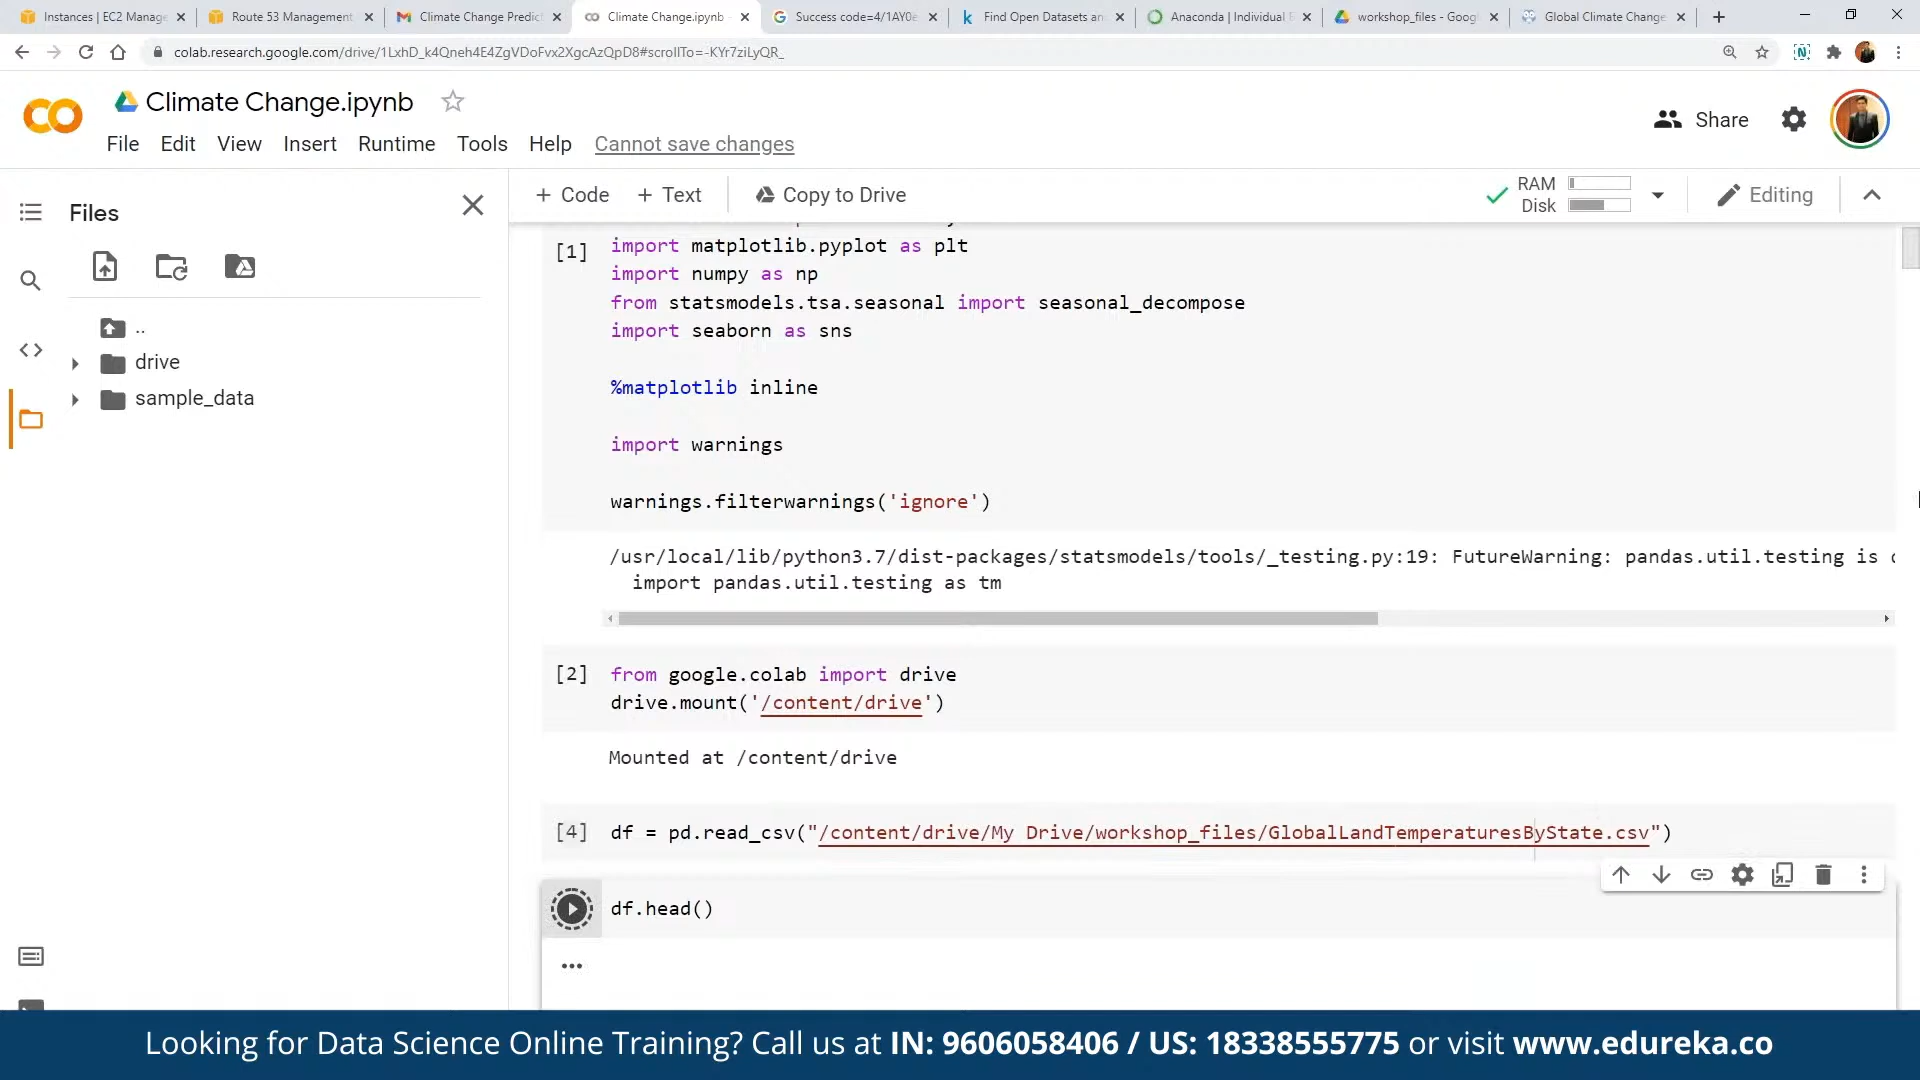 Instances | EC2 Manage
Route 53 Management
Climate Change Predict
Climate Change.ipynb
Success code=4/1AY0e
Find Open Datasets an
Anaconda | Individual E
workshop_files - Googl
Global Climate Change
colab.research.google.com/drive/1LxhD_k4Qneh4E4ZgVDoFvx2XgcAzQpD8#scrollTo=-KYr7ziLyQR_
Climate Change.ipynb
Share
File Edit View Insert Runtime Tools Help Cannot save changes
Files
+ Code + Text Copy to Drive
RAM
Disk
Editing
..
drive
sample_data
[1] import matplotlib.pyplot as plt
import numpy as np
from statsmodels.tsa.seasonal import seasonal_decompose
import seaborn as sns
%matplotlib inline
import warnings
warnings.filterwarnings('ignore')
/usr/local/lib/python3.7/dist-packages/statsmodels/tools/_testing.py:19: FutureWarning: pandas.util.testing is
import pandas.util.testing as tm
[2] from google.colab import drive
drive.mount('/content/drive')
Mounted at /content/drive
[4] df = pd.read_csv("/content/drive/My Drive/workshop_files/GlobalLandTemperaturesByState.csv")
df.head()
Looking for Data Science Online Training? Call us at IN: 9606058406 / US: 18338555775 or visit www.edureka.co